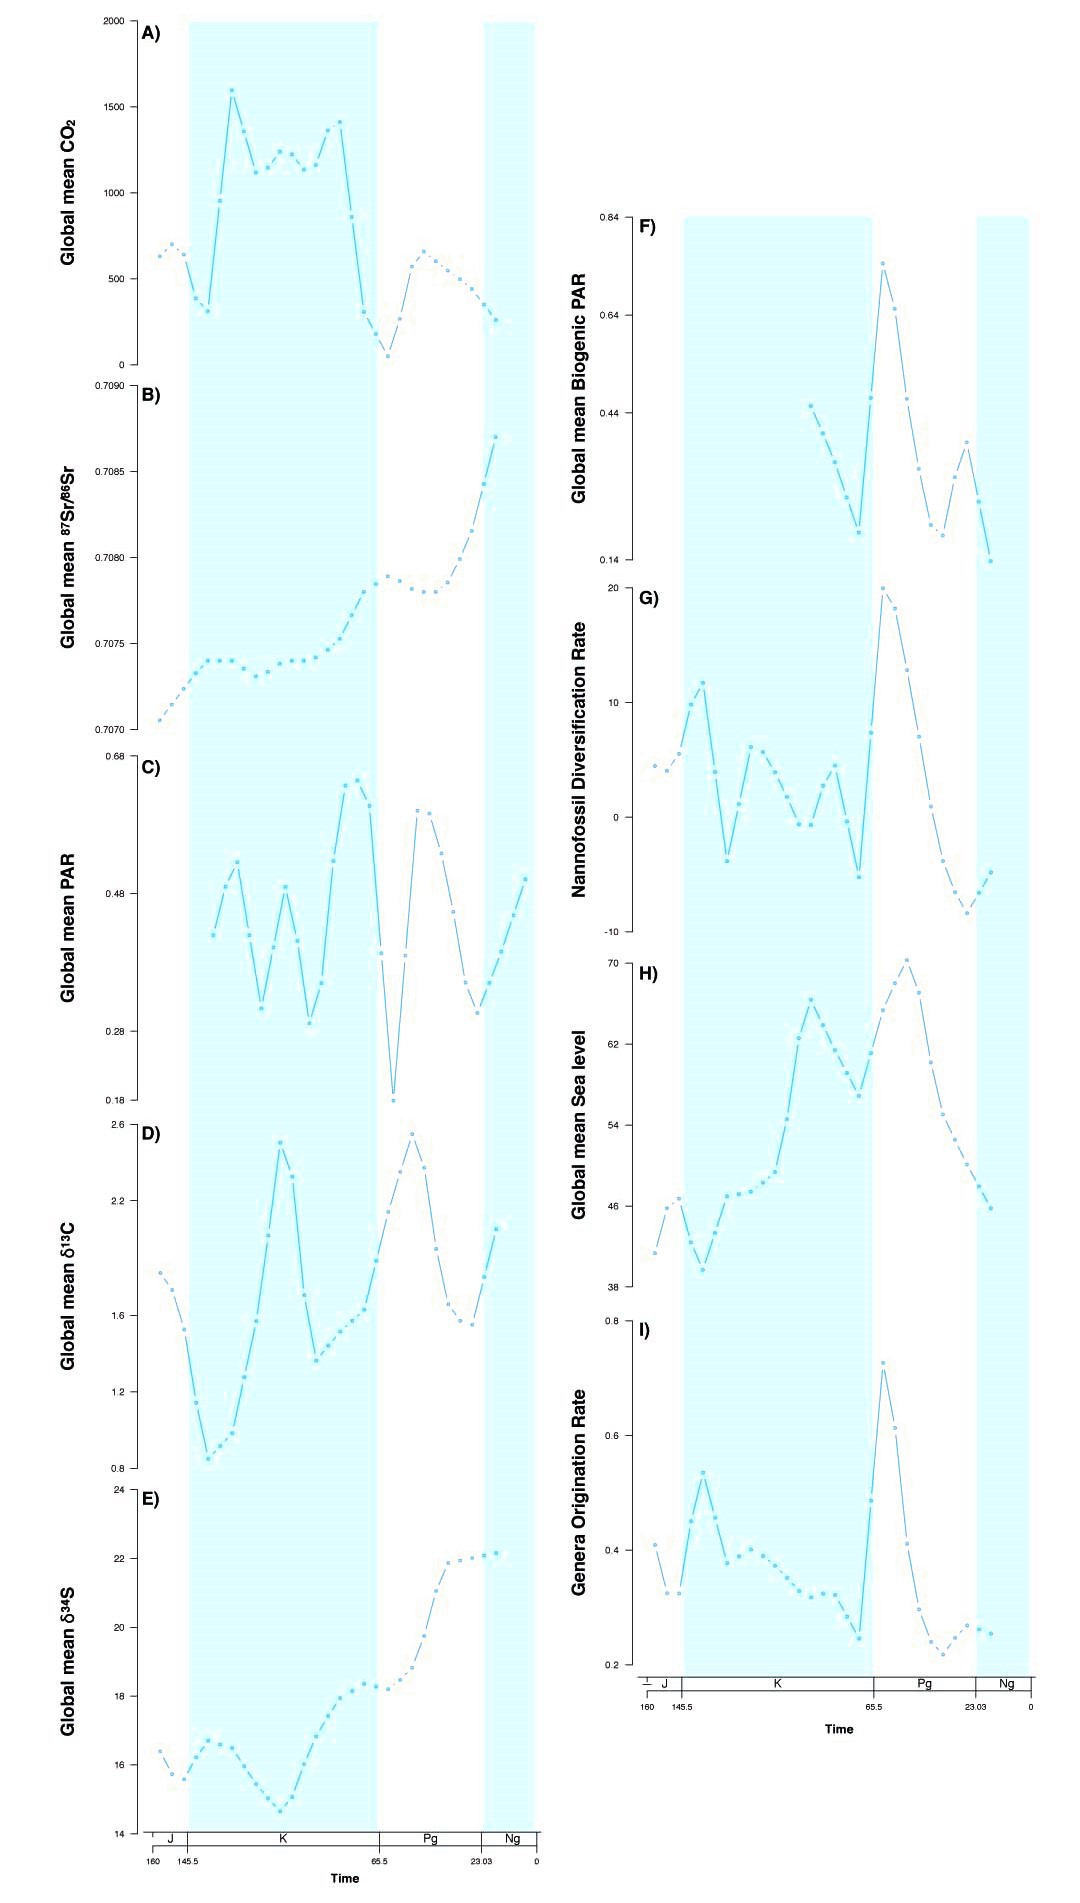 A)
Global mean CO2
2000
1500
1000
500
0
B)
Global mean 87Sr/86Sr
0.7090
0.7085
0.7080
0.7075
0.7070
C)
Global mean PAR
0.68
0.48
0.28
0.18
D)
Global mean δ13C
2.6
2.2
1.6
1.2
0.8
E)
Global mean δ34S
24
22
20
18
16
14
J K Pg Ng
160 145.5 65.5 23.03 0
Time
F)
Global mean Biogenic PAR
0.84
0.64
0.44
0.14
G)
Nannofossil Diversification Rate
20
10
0
-10
H)
Global mean Sea level
70
62
54
46
38
I)
Genera Origination Rate
0.8
0.6
0.4
0.2
J K Pg Ng
160 145.5 65.5 23.03 0
Time